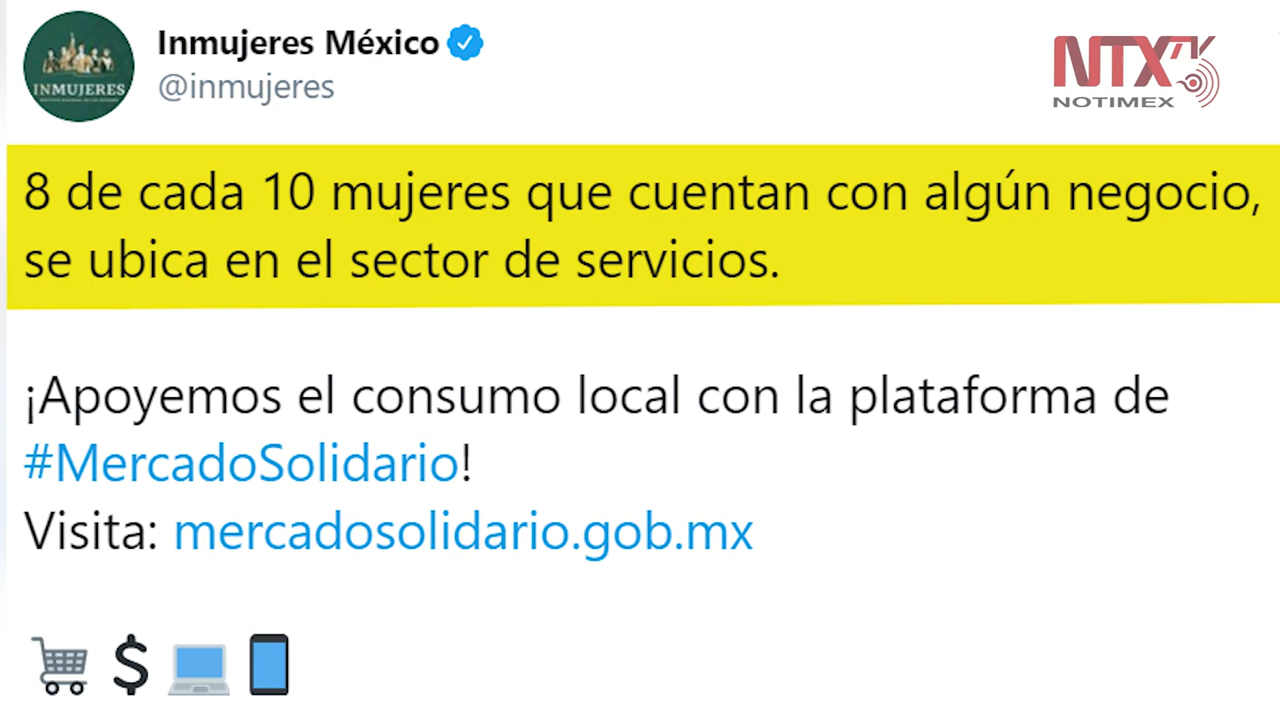 Inmujeres México
@inmujeres
INMUJERES
NTX
NOTIMEX
8 de cada 10 mujeres que cuentan con algún negocio,
se ubica en el sector de servicios.
¡Apoyemos el consumo local con la plataforma de
#MercadoSolidario!
Visita: mercadosolidario.gob.mx